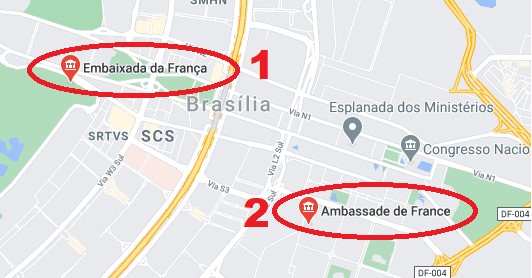 SMHN
Embaixada da França
1
Brasília
Via N1
Esplanada dos Ministérios
SRTVS
SCS
Via W3 Sul
Via L2 Sul
Congresso Nacio
Via N1
Via S3
Sul
2
Ambassade de France
DF-004
DF-004